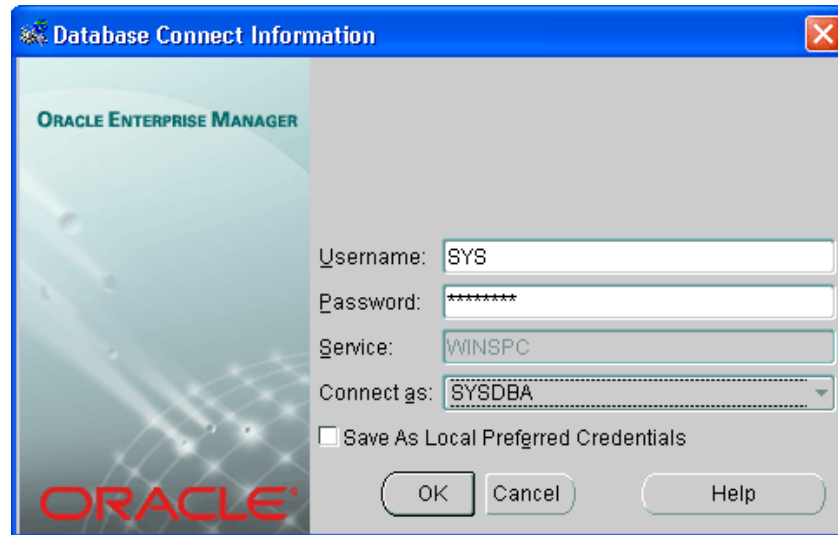 Database Connect Information
ORACLE ENTERPRISE MANAGER
Username: SYS
Password: ********
Service: WINSPC
Connect as: SYSDBA
Save As Local Preferred Credentials
OK Cancel Help
ORACLE